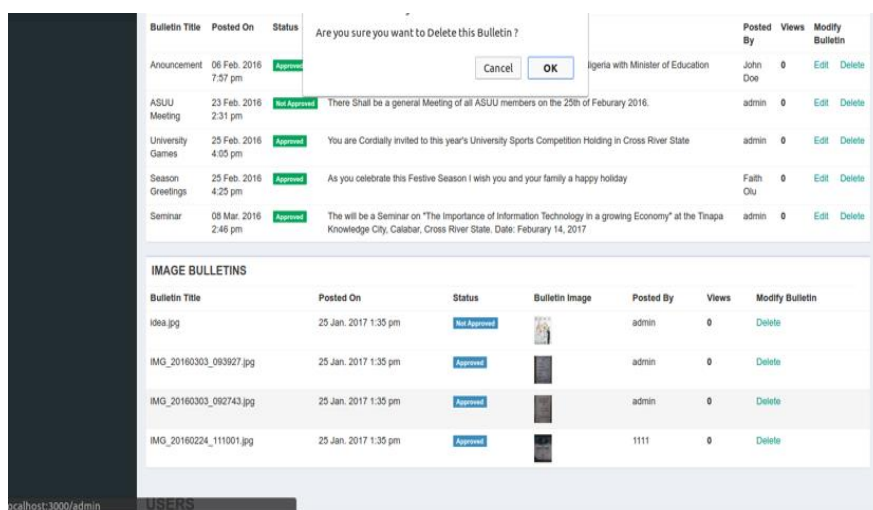 Are you sure you want to Delete this Bulletin ?
Cancel OK
Bulletin Title Posted On Status Posted By Views Modify Bulletin
Anouncement 06 Feb. 2016 7:57 pm Approved igeria with Minister of Education John Doe 0 Edit Delete
ASUU Meeting 23 Feb. 2016 2:31 pm Not Approved There Shall be a general Meeting of all ASUU members on the 25th of Feburary 2016. admin 0 Edit Delete
University Games 25 Feb. 2016 4:05 pm Approved You are Cordially invited to this year's University Sports Competition Holding in Cross River State admin 0 Edit Delete
Season Greetings 25 Feb. 2016 4:25 pm Approved As you celebrate this Festive Season I wish you and your family a happy holiday Faith Olu 0 Edit Delete
Seminar 08 Mar. 2016 2:46 pm Approved The will be a Seminar on "The Importance of Information Technology in a growing Economy" at the Tinapa
Knowledge City, Calabar, Cross River State. Date: Feburary 14, 2017 admin 0 Edit Delete
IMAGE BULLETINS
Bulletin Title Posted On Status Bulletin Image Posted By Views Modify Bulletin
idea.jpg 25 Jan. 2017 1:35 pm Not Approved admin 0 Delete
IMG_20160303_093927.jpg 25 Jan. 2017 1:35 pm Approved admin 0 Delete
IMG_20160303_092743.jpg 25 Jan. 2017 1:35 pm Approved admin 0 Delete
IMG_20160224_111001.jpg 25 Jan. 2017 1:35 pm Approved 1111 0 Delete
USERS
ocalhost:3000/admin